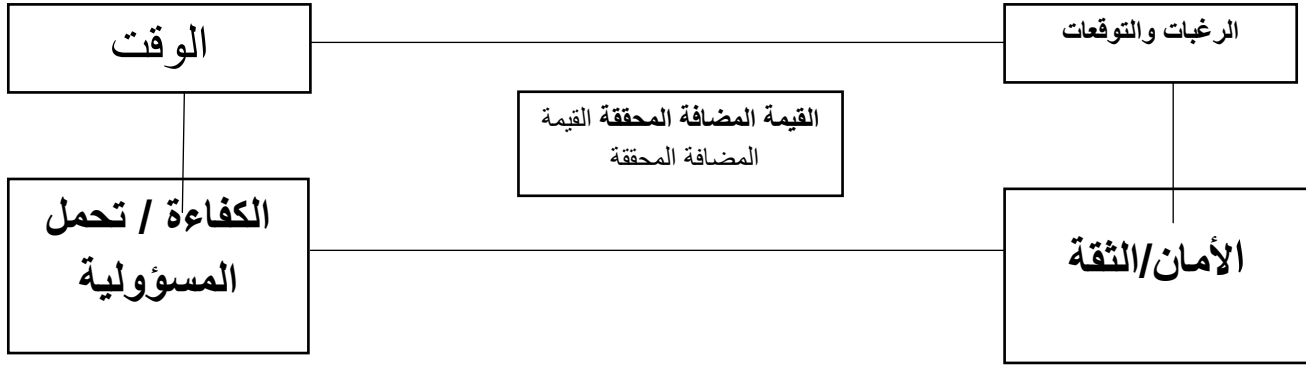 الرغبات والتوقعات
الوقت
القيمة المضافة المحققة القيمة
المضافة المحققة
الأمان/الثقة
الكفاءة / تحمل
المسؤولية